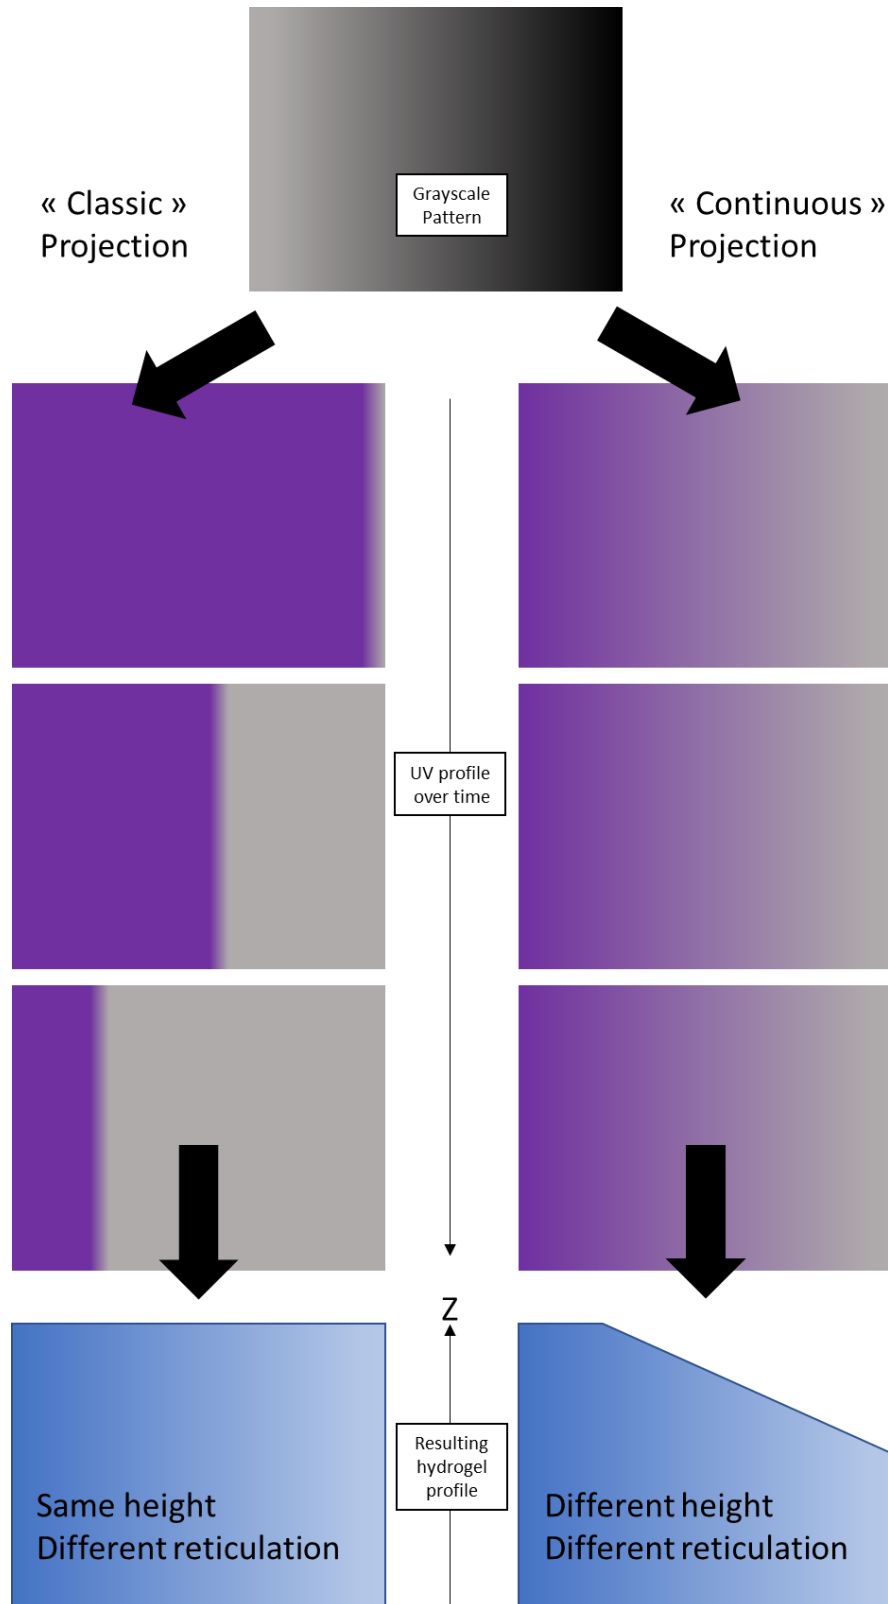 Grayscale
Pattern
« Classic »
Projection
« Continuous »
Projection
UV profile
over time
Z
Resulting
hydrogel
profile
Same height
Different reticulation
Different height
Different reticulation